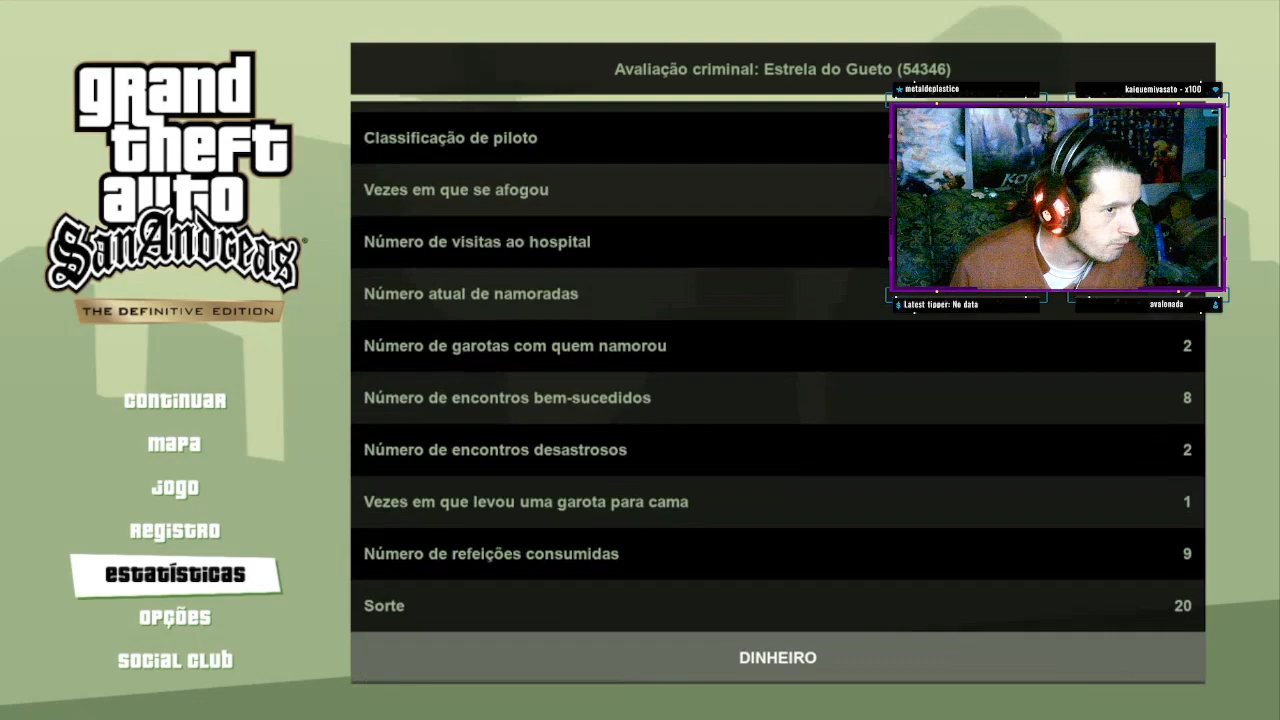 grand
theft
auto
San Andreas
THE DEFINITIVE EDITION
continuar
mapa
jogo
registro
estatísticas
opções
social club
Avaliação criminal: Estrela do Gueto (54346)
Classificação de piloto
Vezes em que se afogou
Número de visitas ao hospital
Número atual de namoradas
Número de garotas com quem namorou 2
Número de encontros bem-sucedidos 8
Número de encontros desastrosos 2
Vezes em que levou uma garota para cama 1
Número de refeições consumidas 9
Sorte 20
DINHEIRO
metaldeplastico
kaiquemiyasato - x100
Latest tipper: No data
avalonada